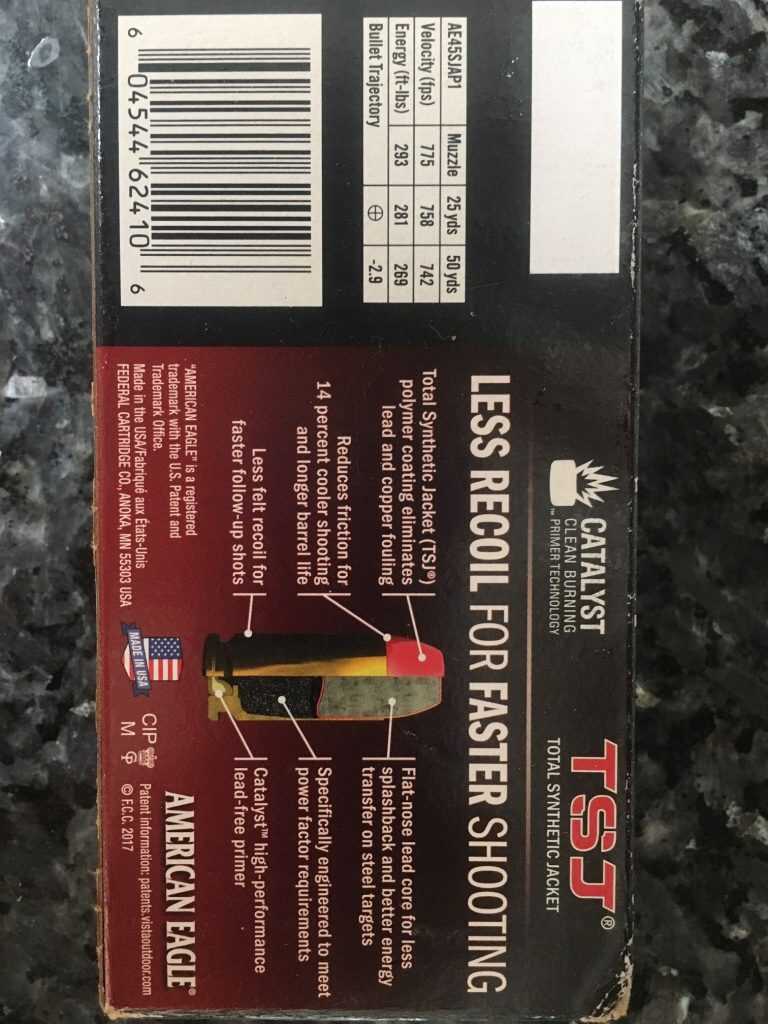 CATALYST
CLEAN BURNING
™ PRIMER TECHNOLOGY
TSJ®
TOTAL SYNTHETIC JACKET
AE45SJAP1 Muzzle 25 yds 50 yds
Velocity (fps) 775 758 742
Energy (ft-lbs) 293 281 269
Bullet Trajectory ⊕ -2.9
6 04544 62410 6
LESS RECOIL FOR FASTER SHOOTING
Total Synthetic Jacket (TSJ®)
polymer coating eliminates
lead and copper fouling
Reduces friction for
14 percent cooler shooting
and longer barrel life
Less felt recoil for
faster follow-up shots
Flat-nose lead core for less
splashback and better energy
transfer on steel targets
Specifically engineered to meet
power factor requirements
Catalyst™ high-performance
lead-free primer
"AMERICAN EAGLE" is a registered
trademark with the U.S. Patent and
Trademark Office.
Made in the USA/Fabriqué aux États-Unis
FEDERAL CARTRIDGE CO., ANOKA, MN 55303 USA
MADE IN USA
CIP
M
AMERICAN EAGLE®
Patent information: patents.vistaoutdoor.com
© F.C.C. 2017